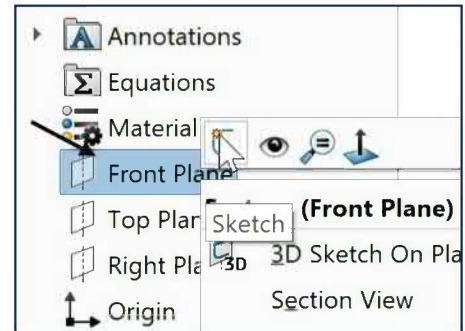 Annotations
Equations
Material
Front Plane
(Front Plane)
Top Plan
Sketch
3D Sketch On Pla
Right Pla
3D
Section View
Origin